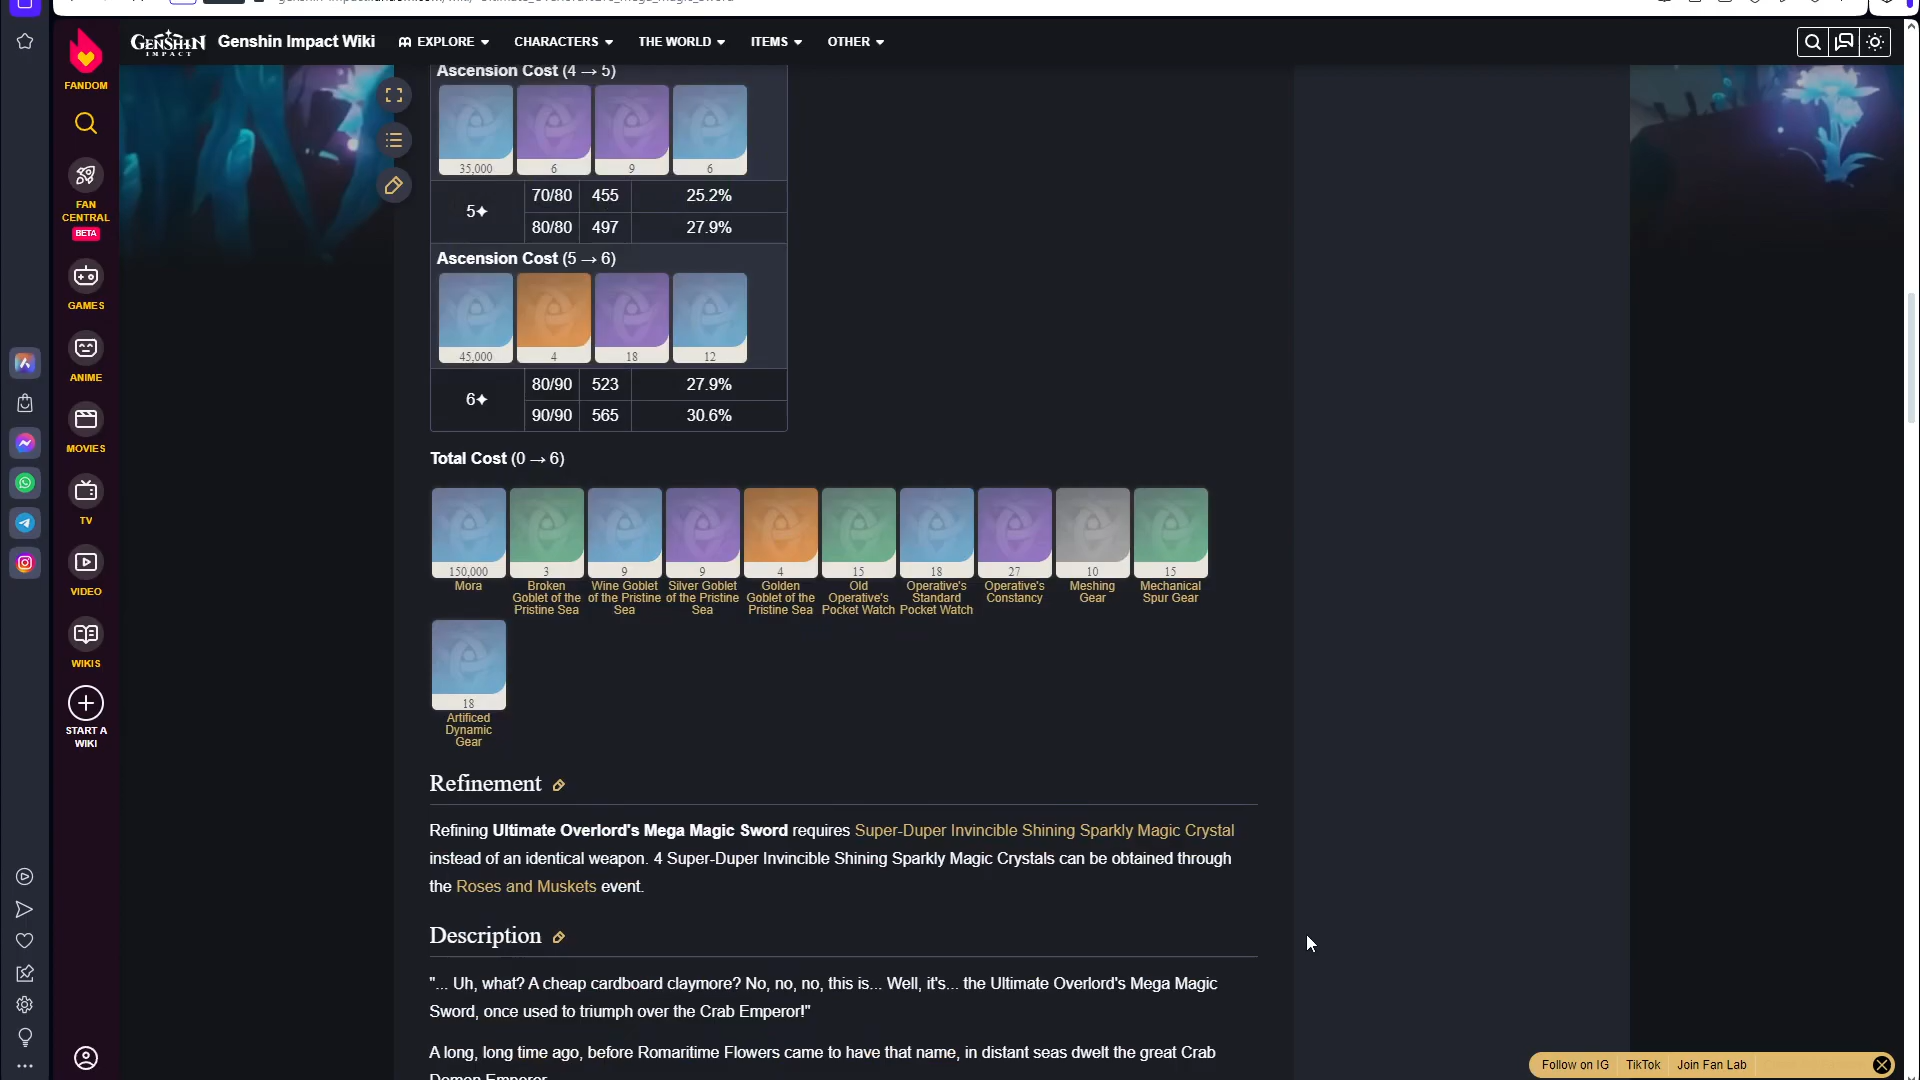 GENSHIN IMPACT
Genshin Impact Wiki
EXPLORE
CHARACTERS
THE WORLD
ITEMS
OTHER
FANDOM
FAN CENTRAL
BETA
GAMES
ANIME
MOVIES
TV
VIDEO
WIKIS
START A WIKI
Ascension Cost (4 → 5)
35,000 6 9 6
5✦
70/80 455 25.2%
80/80 497 27.9%
Ascension Cost (5 → 6)
45,000 4 18 12
6✦
80/90 523 27.9%
90/90 565 30.6%
Total Cost (0 → 6)
150,000 3 9 9 4 15 18 27 10 15
Mora
Broken Goblet of the Pristine Sea
Wine Goblet of the Pristine Sea
Silver Goblet of the Pristine Sea
Golden Goblet of the Pristine Sea
Old Operative's Pocket Watch
Operative's Standard Pocket Watch
Operative's Constancy
Meshing Gear
Mechanical Spur Gear
18
Artificed Dynamic Gear
Refinement
Refining Ultimate Overlord's Mega Magic Sword requires Super-Duper Invincible Shining Sparkly Magic Crystal
instead of an identical weapon. 4 Super-Duper Invincible Shining Sparkly Magic Crystals can be obtained through
the Roses and Muskets event.
Description
"... Uh, what? A cheap cardboard claymore? No, no, no, this is... Well, it's... the Ultimate Overlord's Mega Magic
Sword, once used to triumph over the Crab Emperor!"
A long, long time ago, before Romaritime Flowers came to have that name, in distant seas dwelt the great Crab
Demon Emperor
Follow on IG
TikTok
Join Fan Lab